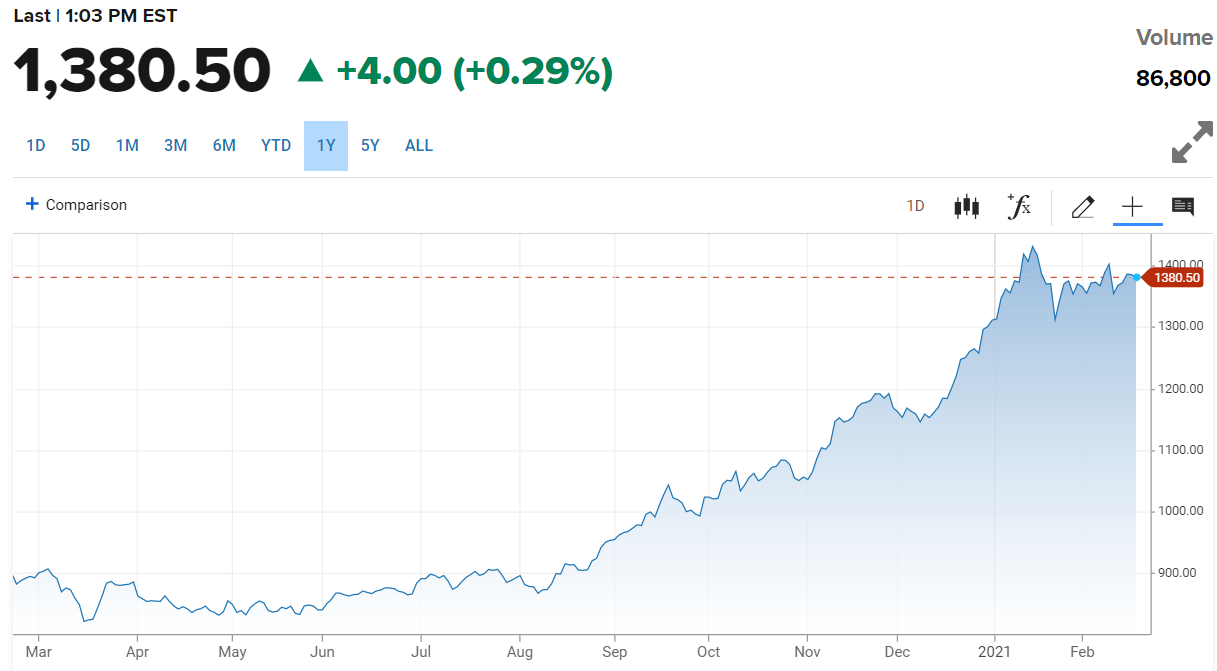 Last | 1:03 PM EST
1,380.50 ▲ +4.00 (+0.29%)
Volume
86,800
1D 5D 1M 3M 6M YTD 1Y 5Y ALL
+ Comparison
1D
+fx
1400.00
1380.50
1300.00
1200.00
1100.00
1000.00
900.00
Mar Apr May Jun Jul Aug Sep Oct Nov Dec 2021 Feb